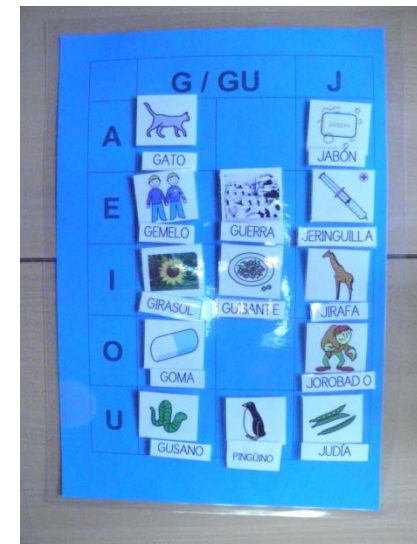 G / GU J
A
GATO JABÓN
E
GEMELO GUERRA JERINGUILLA
I
GIRASOL GUISANTE JIRAFA
O
GOMA JOROBADO
U
GUSANO PINGÜINO JUDÍA